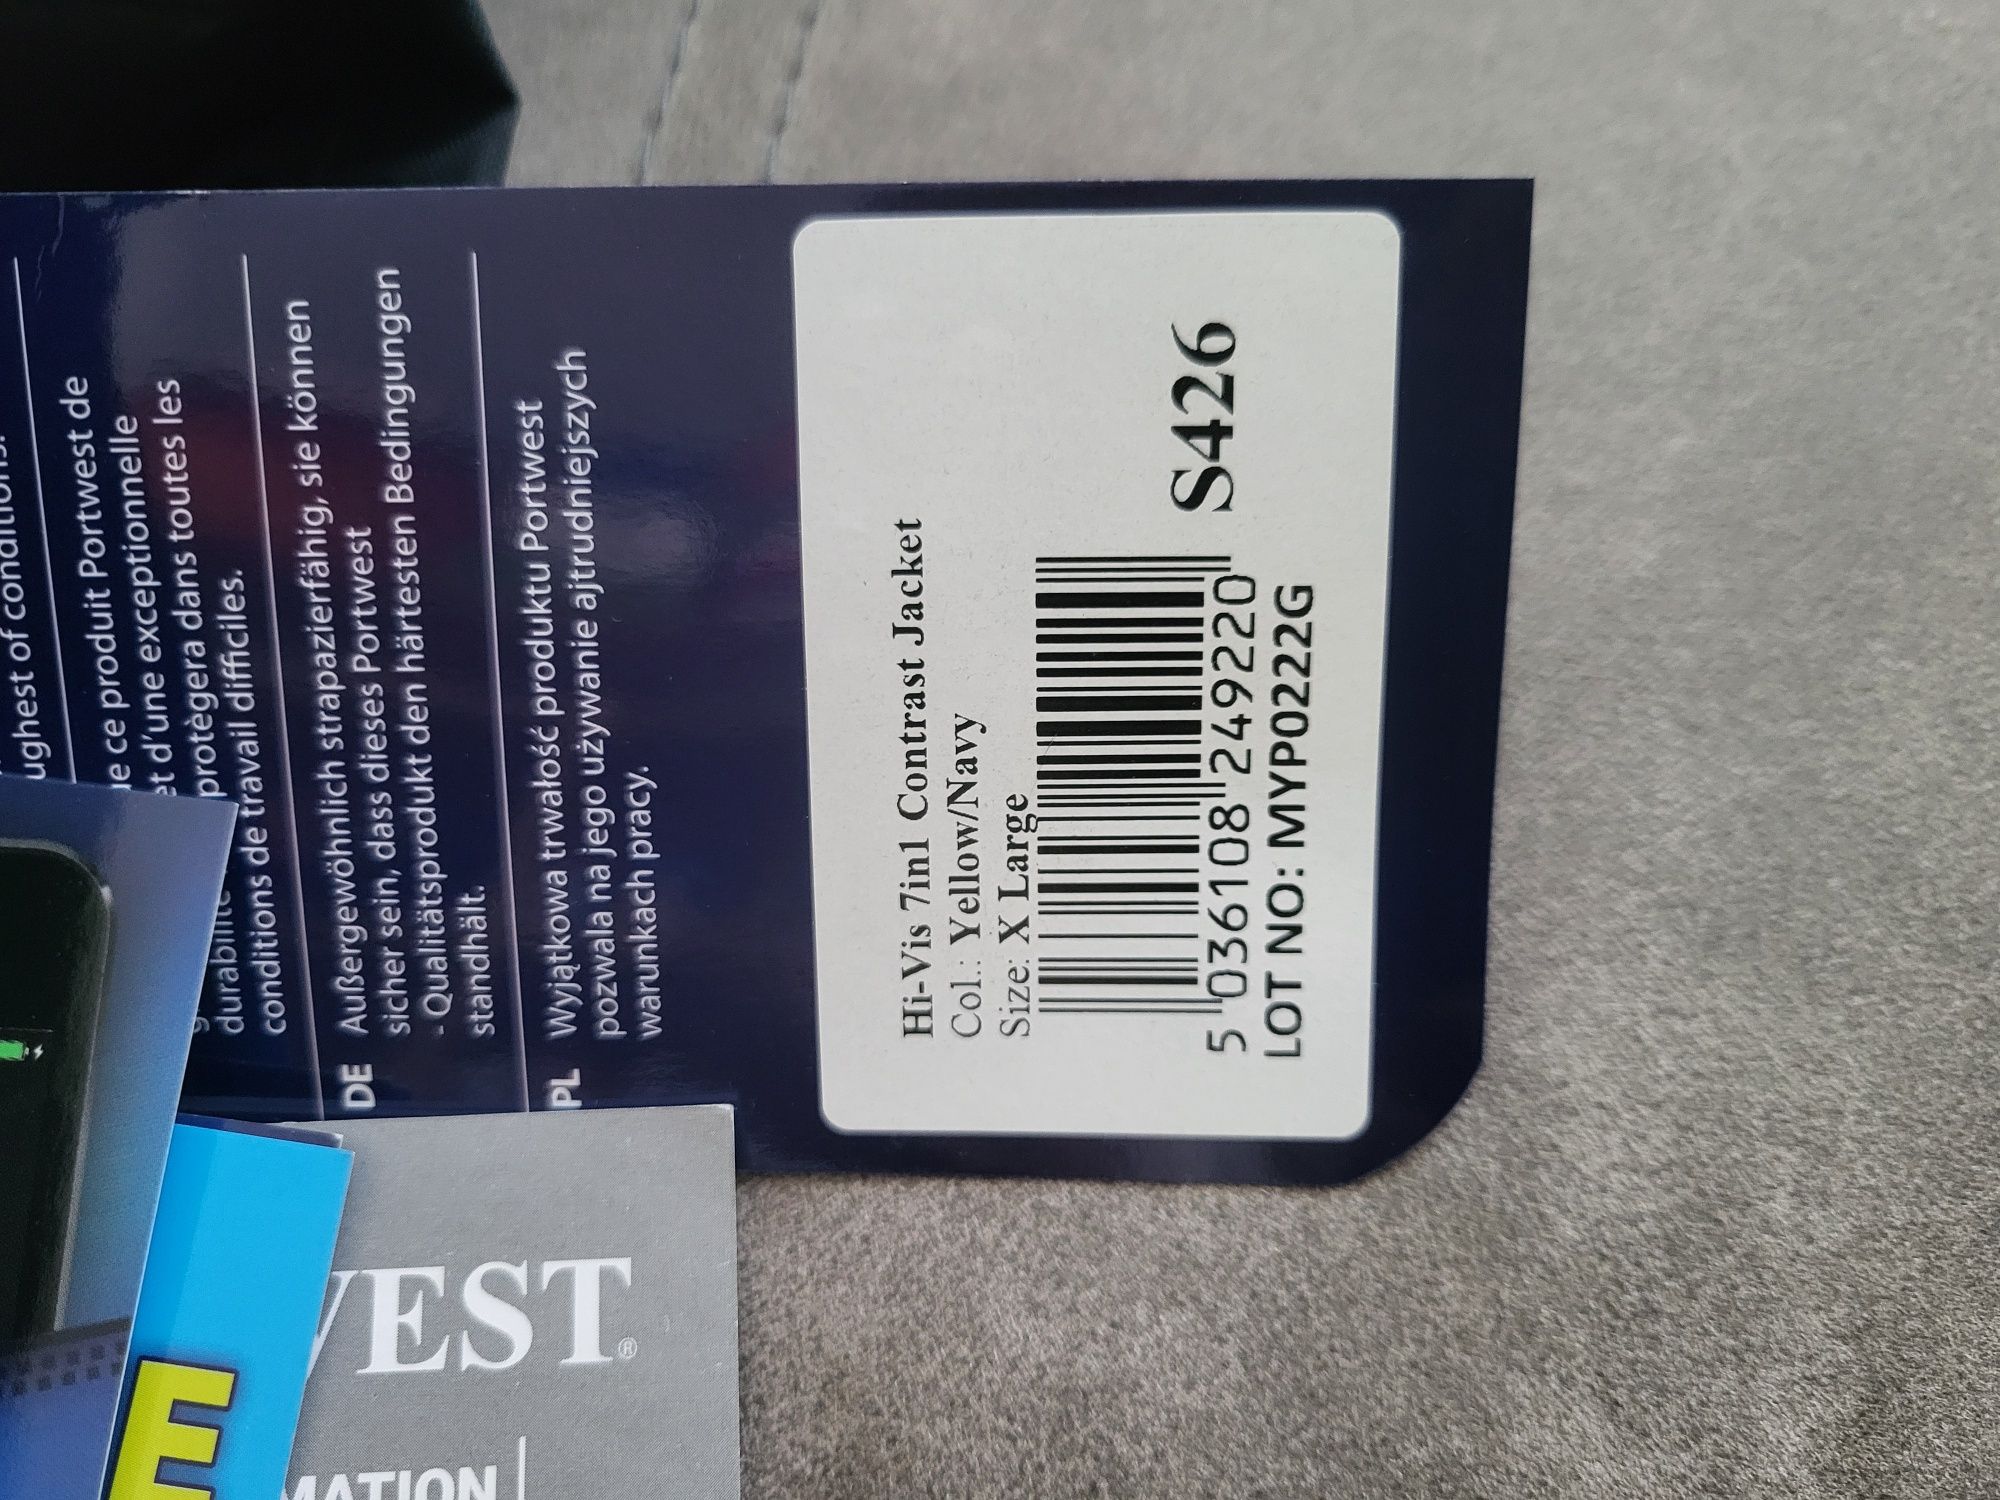 ughest of conditions.
ce produit Portwest de
et d'une exceptionnelle
protègera dans toutes les
conditions de travail difficiles.
DE Außergewöhnlich strapazierfähig, sie können
sicher sein, dass dieses Portwest
- Qualitätsprodukt den härtesten Bedingungen
standhält.
PL Wyjątkowa trwałość produktu Portwest
pozwala na jego używanie ajtrudniejszych
warunkach pracy.
Hi-Vis 7in1 Contrast Jacket
Col.: Yellow/Navy
Size: X Large
5 036108 249220
S426
LOT NO: MYP0222G
VEST®
MATION
E